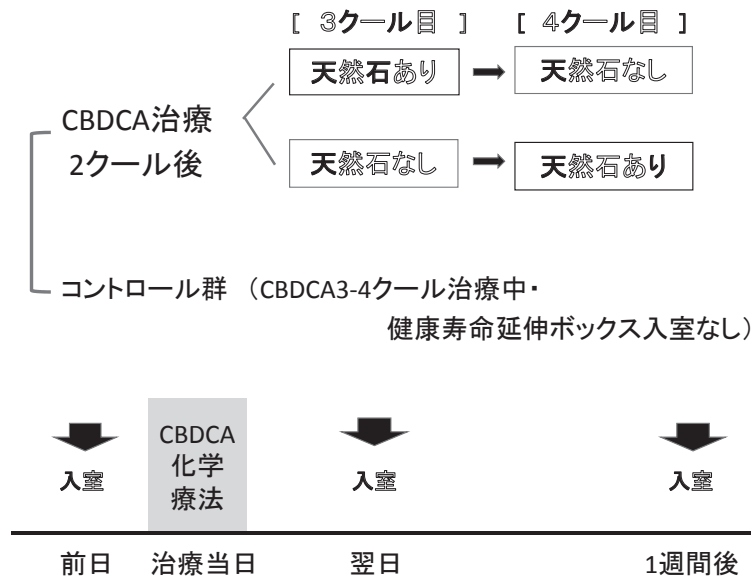 [ 3クール目 ] [ 4クール目 ]
天然石あり 天然石なし
CBDCA治療
2クール後
天然石なし 天然石あり
コントロール群 (CBDCA3-4クール治療中・
健康寿命延伸ボックス入室なし)
CBDCA
化学
療法
入室 入室 入室
前日 治療当日 翌日 1週間後